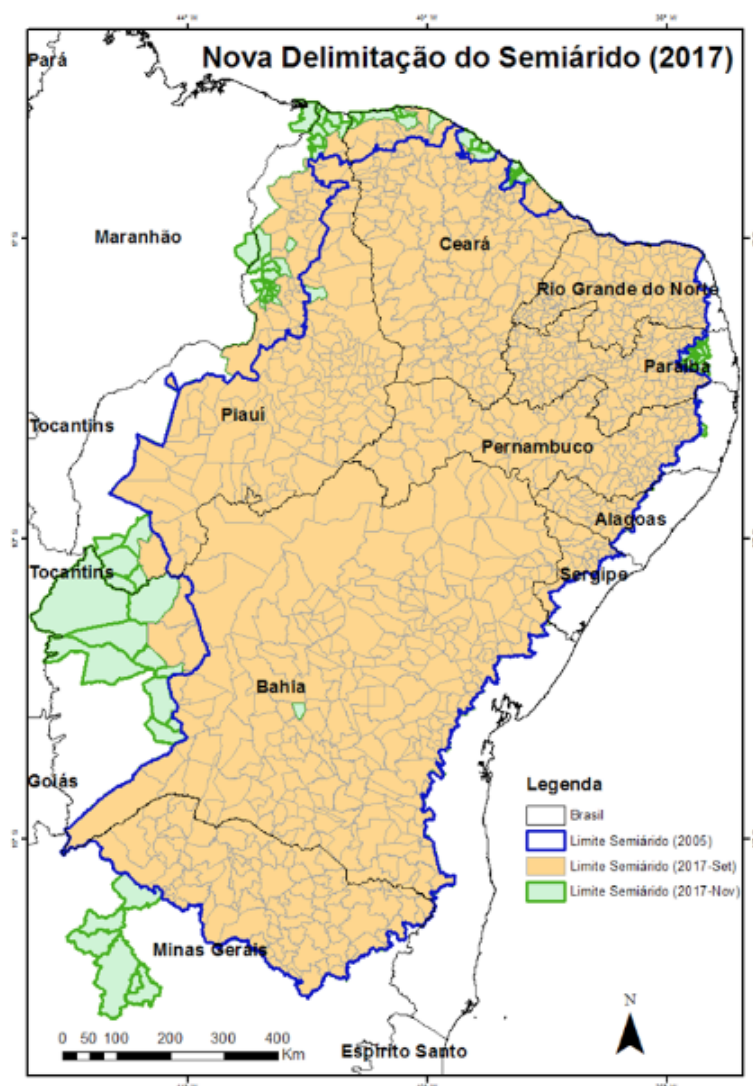 Nova Delimitação do Semiárido (2017)
Pará
Maranhão
Ceará
Rio Grande do Norte
Paraíba
Piauí
Tocantins
Pernambuco
Alagoas
Tocantins
Sergipe
Bahia
Goiás
Legenda
Brasil
Limite Semiárido (2005)
Limite Semiárido (2017-Set)
Limite Semiárido (2017-Nov)
Minas Gerais
N
0 50 100 200 300 400
Km
Espírito Santo